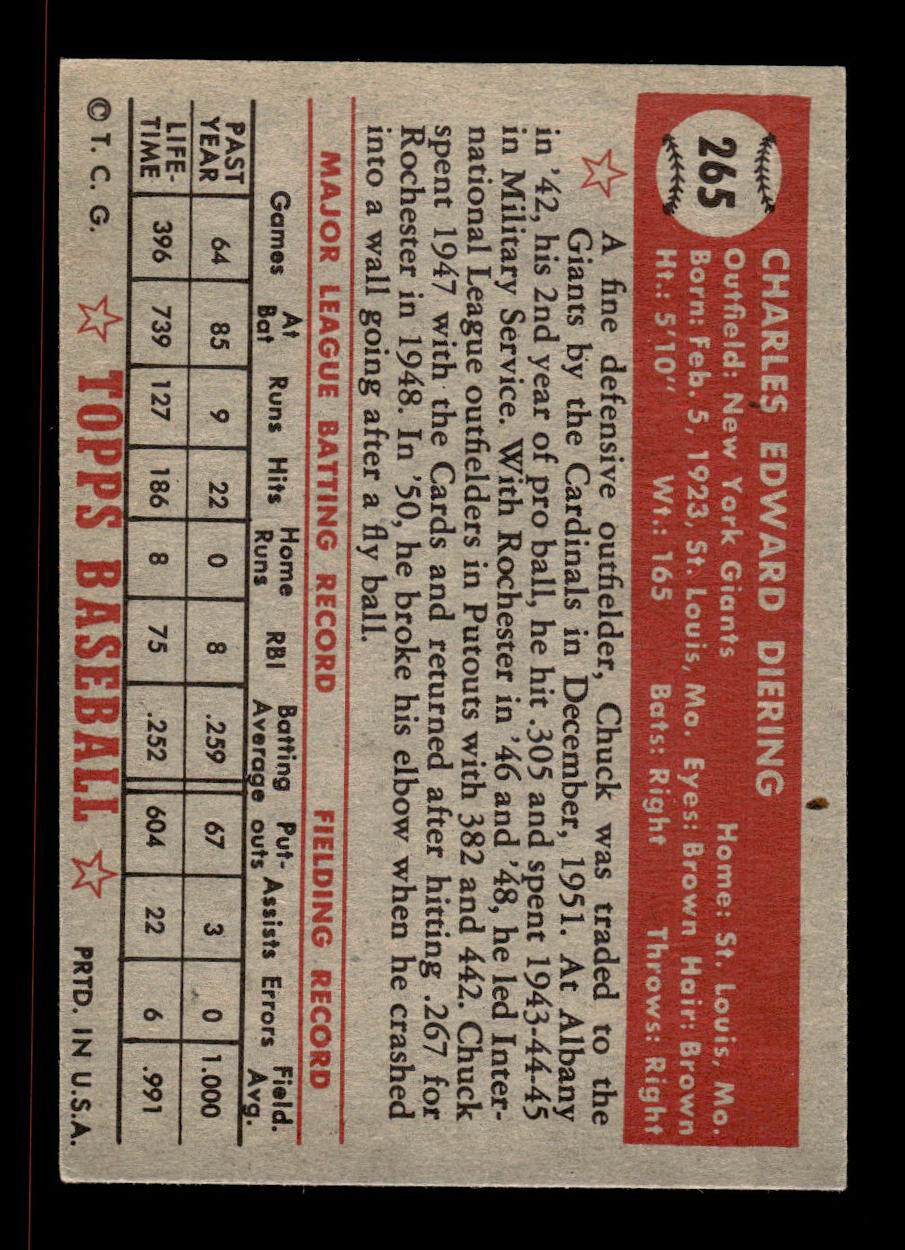 265
CHARLES EDWARD DIERING
Outfield: New York Giants Home: St. Louis, Mo.
Born: Feb. 5, 1923, St. Louis, Mo. Eyes: Brown Hair: Brown
Ht.: 5'10" Wt.: 165 Bats: Right Throws: Right
A fine defensive outfielder, Chuck was traded to the
Giants by the Cardinals in December, 1951. At Albany
in '42, his 2nd year of pro ball, he hit .305 and spent 1943-44-45
in Military Service. With Rochester in '46 and '48, he led Inter-
national League outfielders in Putouts with 382 and 442. Chuck
spent 1947 with the Cards and returned after hitting .267 for
Rochester in 1948. In '50, he broke his elbow when he crashed
into a wall going after a fly ball.
MAJOR LEAGUE BATTING RECORD FIELDING RECORD
Games At Bat Runs Hits Home Runs RBI Batting Average Put-outs Assists Errors Field. Avg.
PAST YEAR 64 85 9 22 0 8 .259 67 3 0 1.000
LIFE-TIME 396 739 127 186 8 75 .252 604 22 6 .991
© T. C. G. TOPPS BASEBALL PRTD. IN U.S.A.